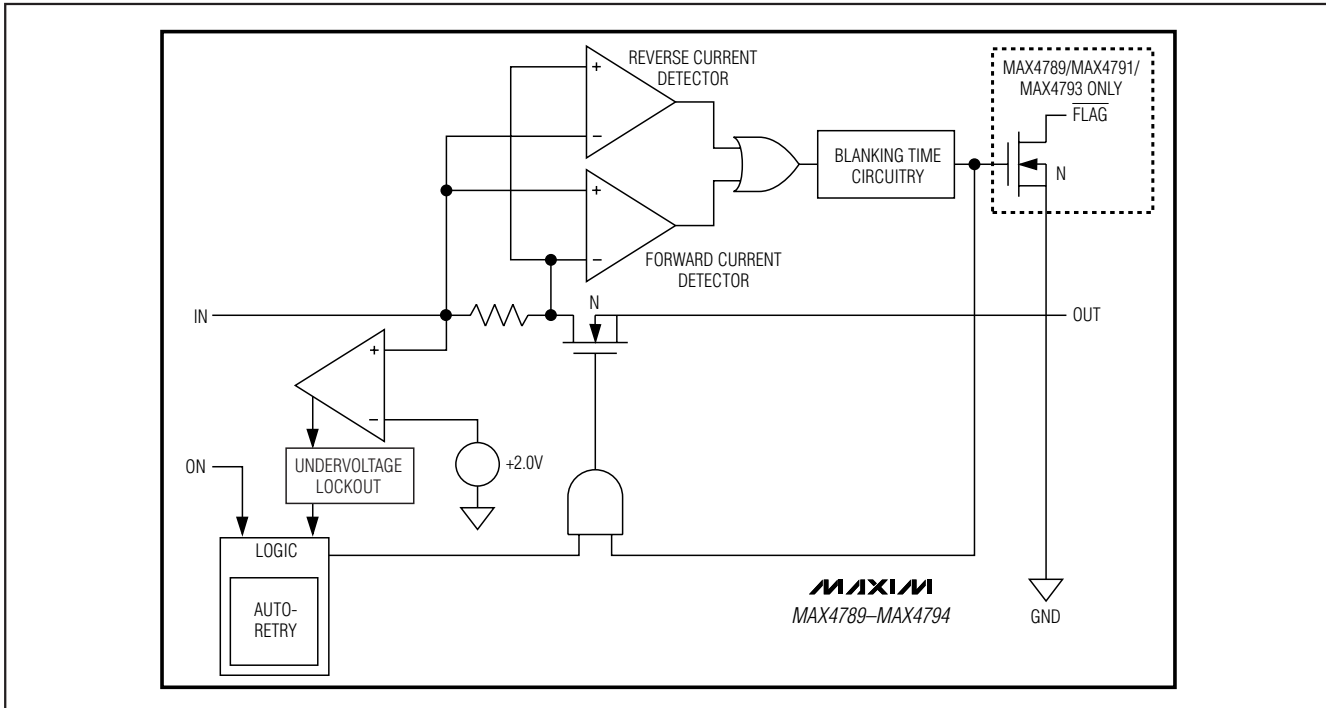 REVERSE CURRENT
DETECTOR
MAX4789/MAX4791/
MAX4793 ONLY
FLAG
+
−
BLANKING TIME
CIRCUITRY
N
+
−
FORWARD CURRENT
DETECTOR
IN
N
OUT
+
−
+2.0V
ON
UNDERVOLTAGE
LOCKOUT
LOGIC
AUTO-
RETRY
MAXIM
MAX4789–MAX4794
GND